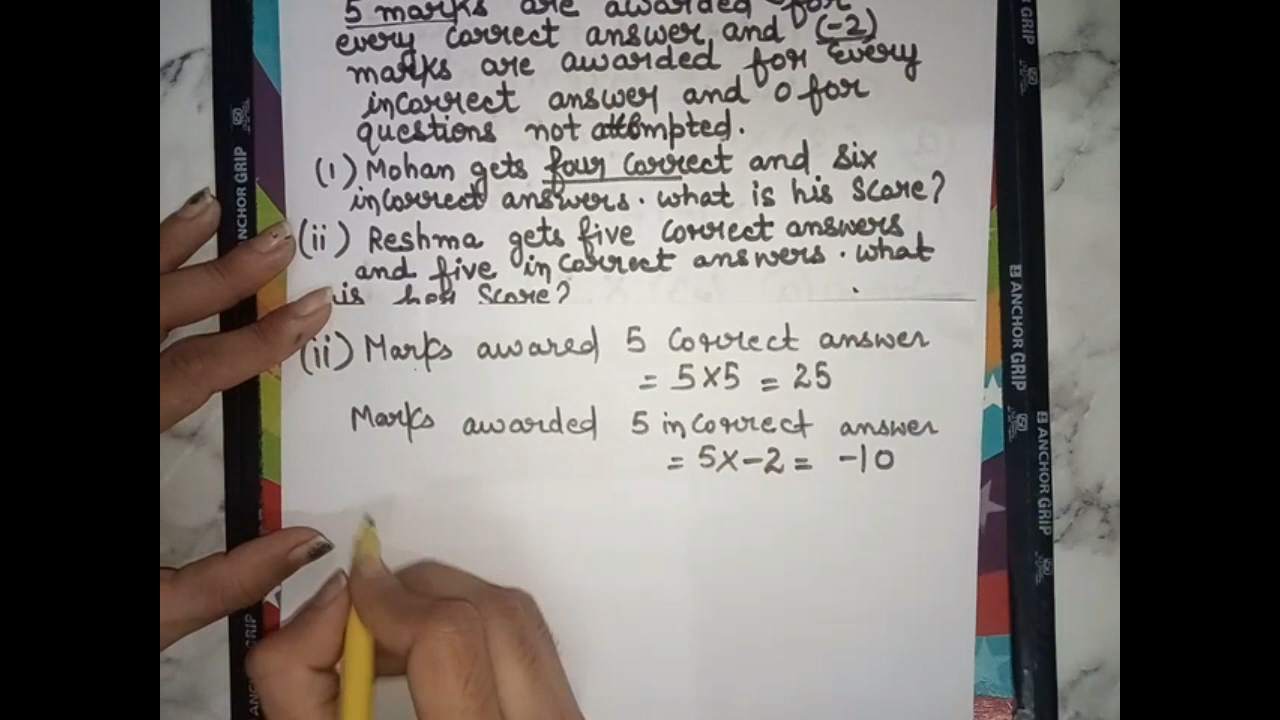 5 marks are awarded for
every correct answer and (-2)
marks are awarded for every
incorrect answer and 0 for
questions not attempted.
(i) Mohan gets four correct and six
incorrect answers. what is his score?
(ii) Reshma gets five correct answers
and five incorrect answers. what
is her score?
(ii) Marks awared 5 correct answer
= 5×5 = 25
Marks awarded 5 incorrect answer
= 5×-2 = -10
ANCHOR GRIP
ANCHOR GRIP
ANCHOR GRIP
ANCHOR GRIP